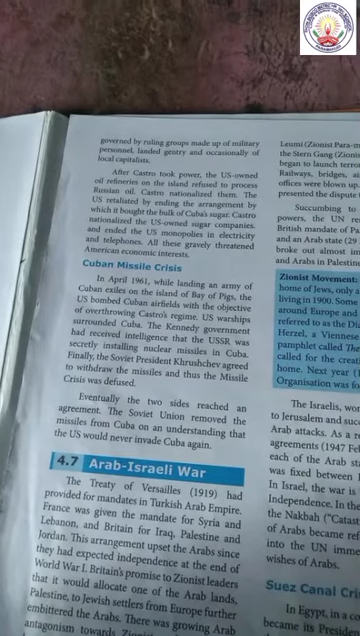 governed by ruling groups made up of military
personnel, landed gentry and occasionally of
local capitalists.
After Castro took power, the US-owned
oil refineries on the island refused to process
Russian oil. Castro nationalized them. The
US retaliated by ending the arrangement by
which it bought the bulk of Cuba's sugar. Castro
nationalized the US-owned sugar companies,
and ended the US monopolies in electricity
and telephones. All these gravely threatened
American economic interests.
Cuban Missile Crisis
In April 1961, while landing an army of
Cuban exiles on the island of Bay of Pigs, the
US bombed Cuban airfields with the objective
of overthrowing Castro's regime. US warships
surrounded Cuba. The Kennedy government
had received intelligence that the USSR was
secretly installing nuclear missiles in Cuba.
Finally, the Soviet President Khrushchev agreed
to withdraw the missiles and thus the Missile
Crisis was defused.
Eventually the two sides reached an
agreement. The Soviet Union removed the
missiles from Cuba on an understanding that
the US would never invade Cuba again.
4.7 Arab-Israeli War
The Treaty of Versailles (1919) had
provided for mandates in Turkish Arab Empire.
France was given the mandate for Syria and
Lebanon, and Britain for Iraq, Palestine and
Jordan. This arrangement upset the Arabs since
they had expected independence at the end of
World War I. Britain's promise to Zionist leaders
that it would allocate one of Arab lands,
Palestine, to Jewish settlers from Europe further
embittered the Arabs. There was growing Arab
antagonism towards
Leumi (Zionist Para-m
the Stern Gang (Zionis
began to launch terro
Railways, bridges, ai
offices were blown up.
presented the dispute
Succumbing to
powers, the UN re
British mandate of Pa
and an Arab state (29
broke out almost im
and Arabs in Palestine
Zionist Movement:
home of Jews, only a
living in 1900. Some
around Europe and
referred to as the Di
Herzel, a Viennese
pamphlet called The
called for the creat
home. Next year (1
Organisation was fo
The Israelis, wor
to Jerusalem and succ
Arab attacks. As a re
agreements (1947 Feb
each of the Arab st
was fixed between I
In Israel, the war is
Independence. In the
the Nakbah ("Catast
of Arabs became ref
into the UN immed
wishes of Arabs.
Suez Canal Cri
In Egypt, in a co
became its President